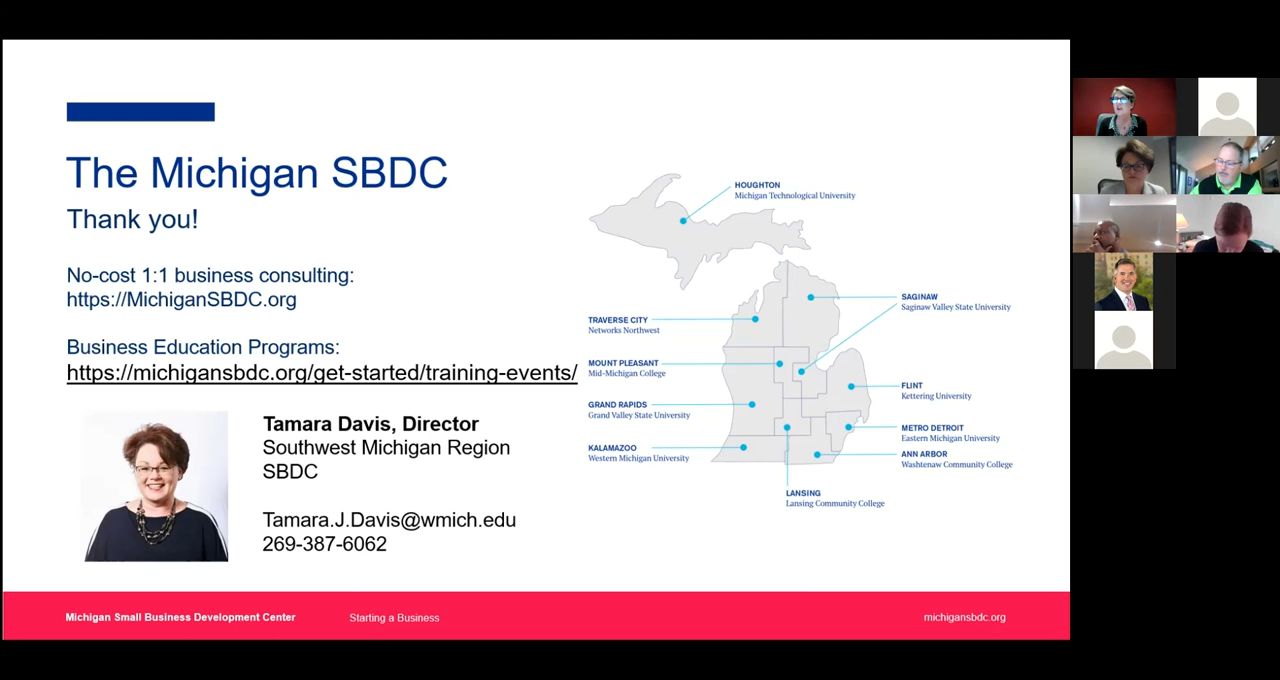 The Michigan SBDC
Thank you!
No-cost 1:1 business consulting:
https://MichiganSBDC.org
Business Education Programs:
https://michigansbdc.org/get-started/training-events/
Tamara Davis, Director
Southwest Michigan Region
SBDC
Tamara.J.Davis@wmich.edu
269-387-6062
HOUGHTON
Michigan Technological University
SAGINAW
Saginaw Valley State University
TRAVERSE CITY
Networks Northwest
MOUNT PLEASANT
Mid-Michigan College
FLINT
Kettering University
GRAND RAPIDS
Grand Valley State University
METRO DETROIT
Eastern Michigan University
KALAMAZOO
Western Michigan University
ANN ARBOR
Washtenaw Community College
LANSING
Lansing Community College
Michigan Small Business Development Center
Starting a Business
michigansbdc.org